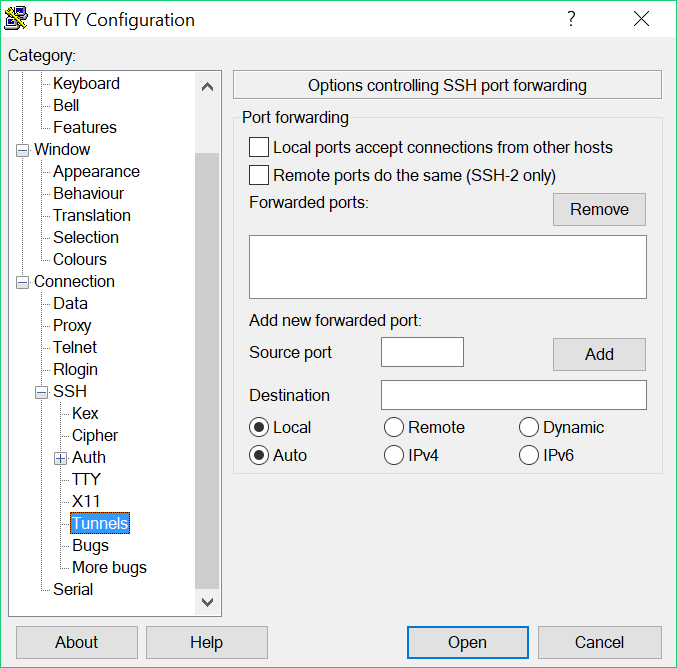 PuTTY Configuration
?
Category:
Keyboard
Bell
Features
Window
Appearance
Behaviour
Translation
Selection
Colours
Connection
Data
Proxy
Telnet
Rlogin
SSH
Kex
Cipher
Auth
TTY
X11
Tunnels
Bugs
More bugs
Serial
Options controlling SSH port forwarding
Port forwarding
Local ports accept connections from other hosts
Remote ports do the same (SSH-2 only)
Forwarded ports:
Remove
Add new forwarded port:
Source port
Add
Destination
Local Remote Dynamic
Auto IPv4 IPv6
About Help Open Cancel